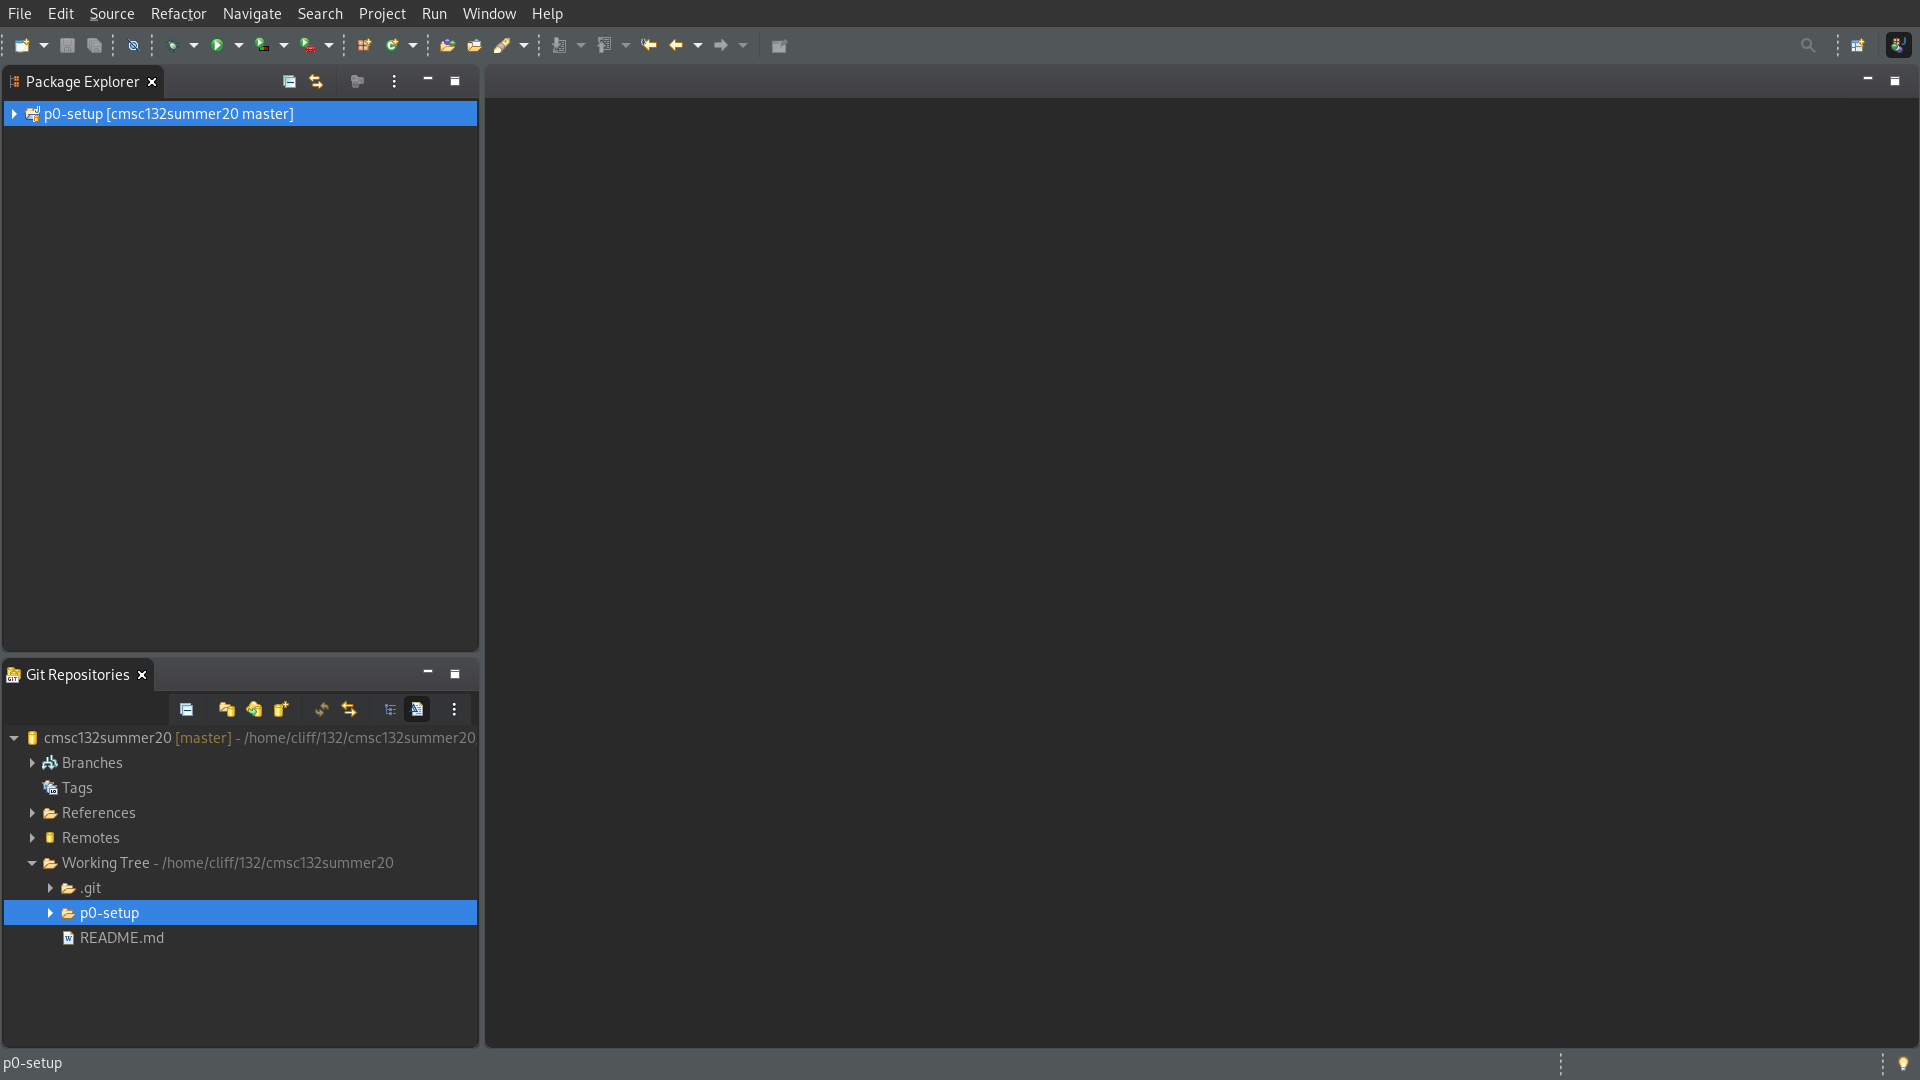 File Edit Source Refactor Navigate Search Project Run Window Help
Package Explorer
p0-setup [cmsc132summer20 master]
Git Repositories
cmsc132summer20 [master] - /home/cliff/132/cmsc132summer20
Branches
Tags
References
Remotes
Working Tree - /home/cliff/132/cmsc132summer20
.git
p0-setup
README.md
p0-setup